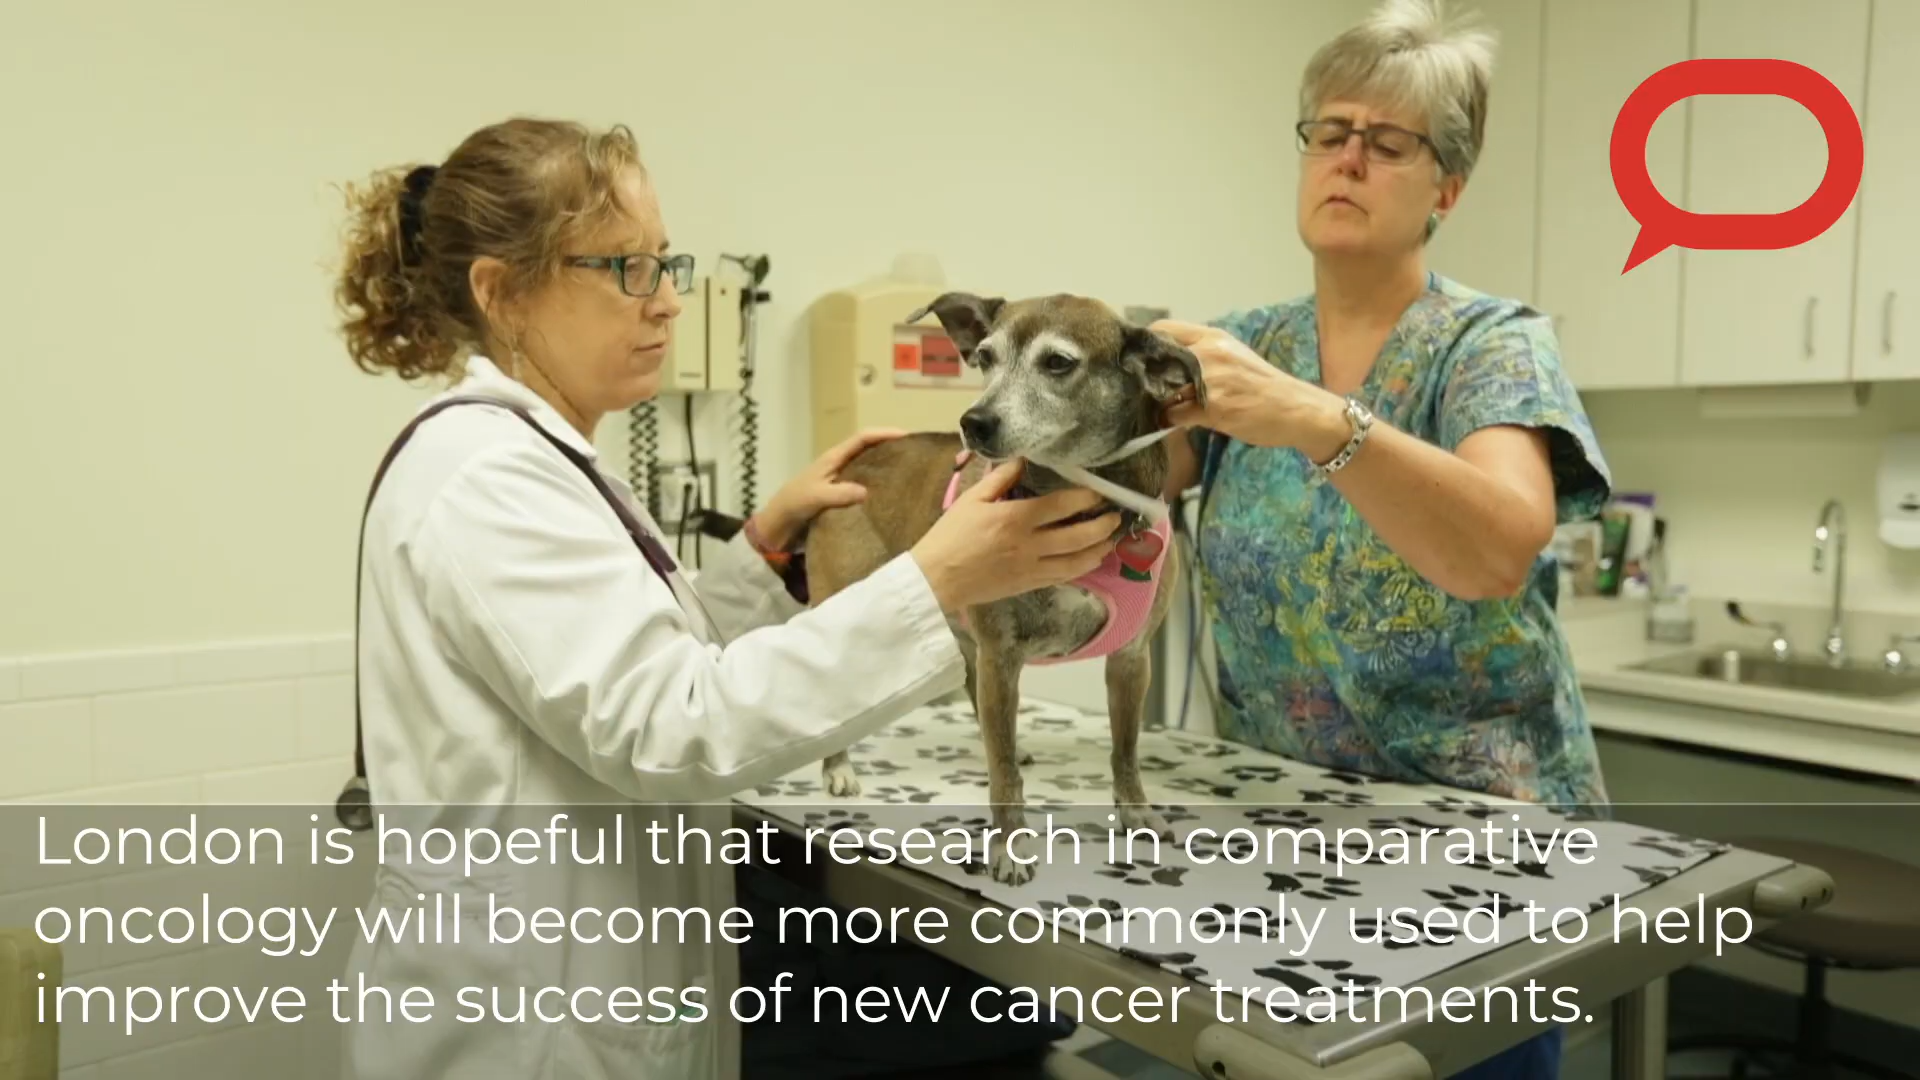 London is hopeful that research in comparative
oncology will become more commonly used to help
improve the success of new cancer treatments.